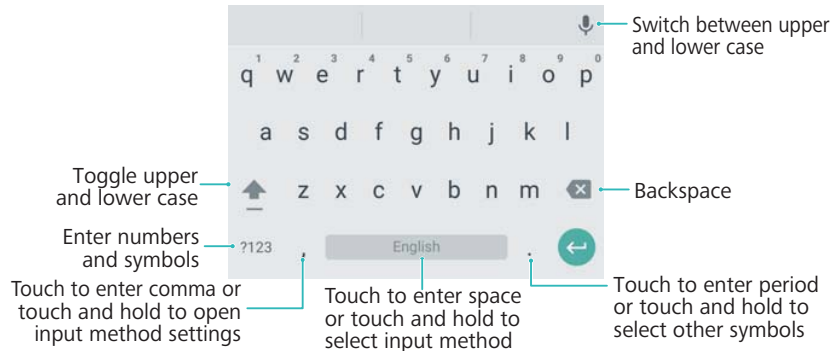 Switch between upper
and lower case
1 2 3 4 5 6 7 8 9 0
q w e r t y u i o p
a s d f g h j k l
Toggle upper
and lower case
z x c v b n m
Backspace
Enter numbers
and symbols
?123 , English .
Touch to enter comma or
touch and hold to open
input method settings
Touch to enter space
or touch and hold to
select input method
Touch to enter period
or touch and hold to
select other symbols